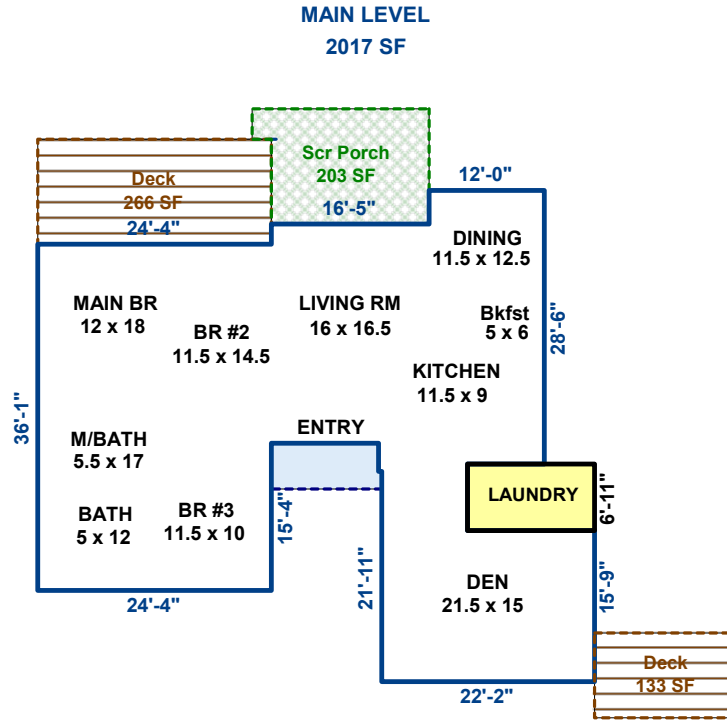 MAIN LEVEL
2017 SF
Scr Porch
203 SF
16'-5"
Deck
266 SF
24'-4"
12'-0"
DINING
11.5 x 12.5
MAIN BR
12 x 18
BR #2
11.5 x 14.5
LIVING RM
16 x 16.5
Bkfst
5 x 6
28'-6"
KITCHEN
11.5 x 9
36'-1"
M/BATH
5.5 x 17
ENTRY
BATH
5 x 12
BR #3
11.5 x 10
15'-4"
LAUNDRY
6'-11"
21'-11"
DEN
21.5 x 15
15'-9"
24'-4"
22'-2"
Deck
133 SF